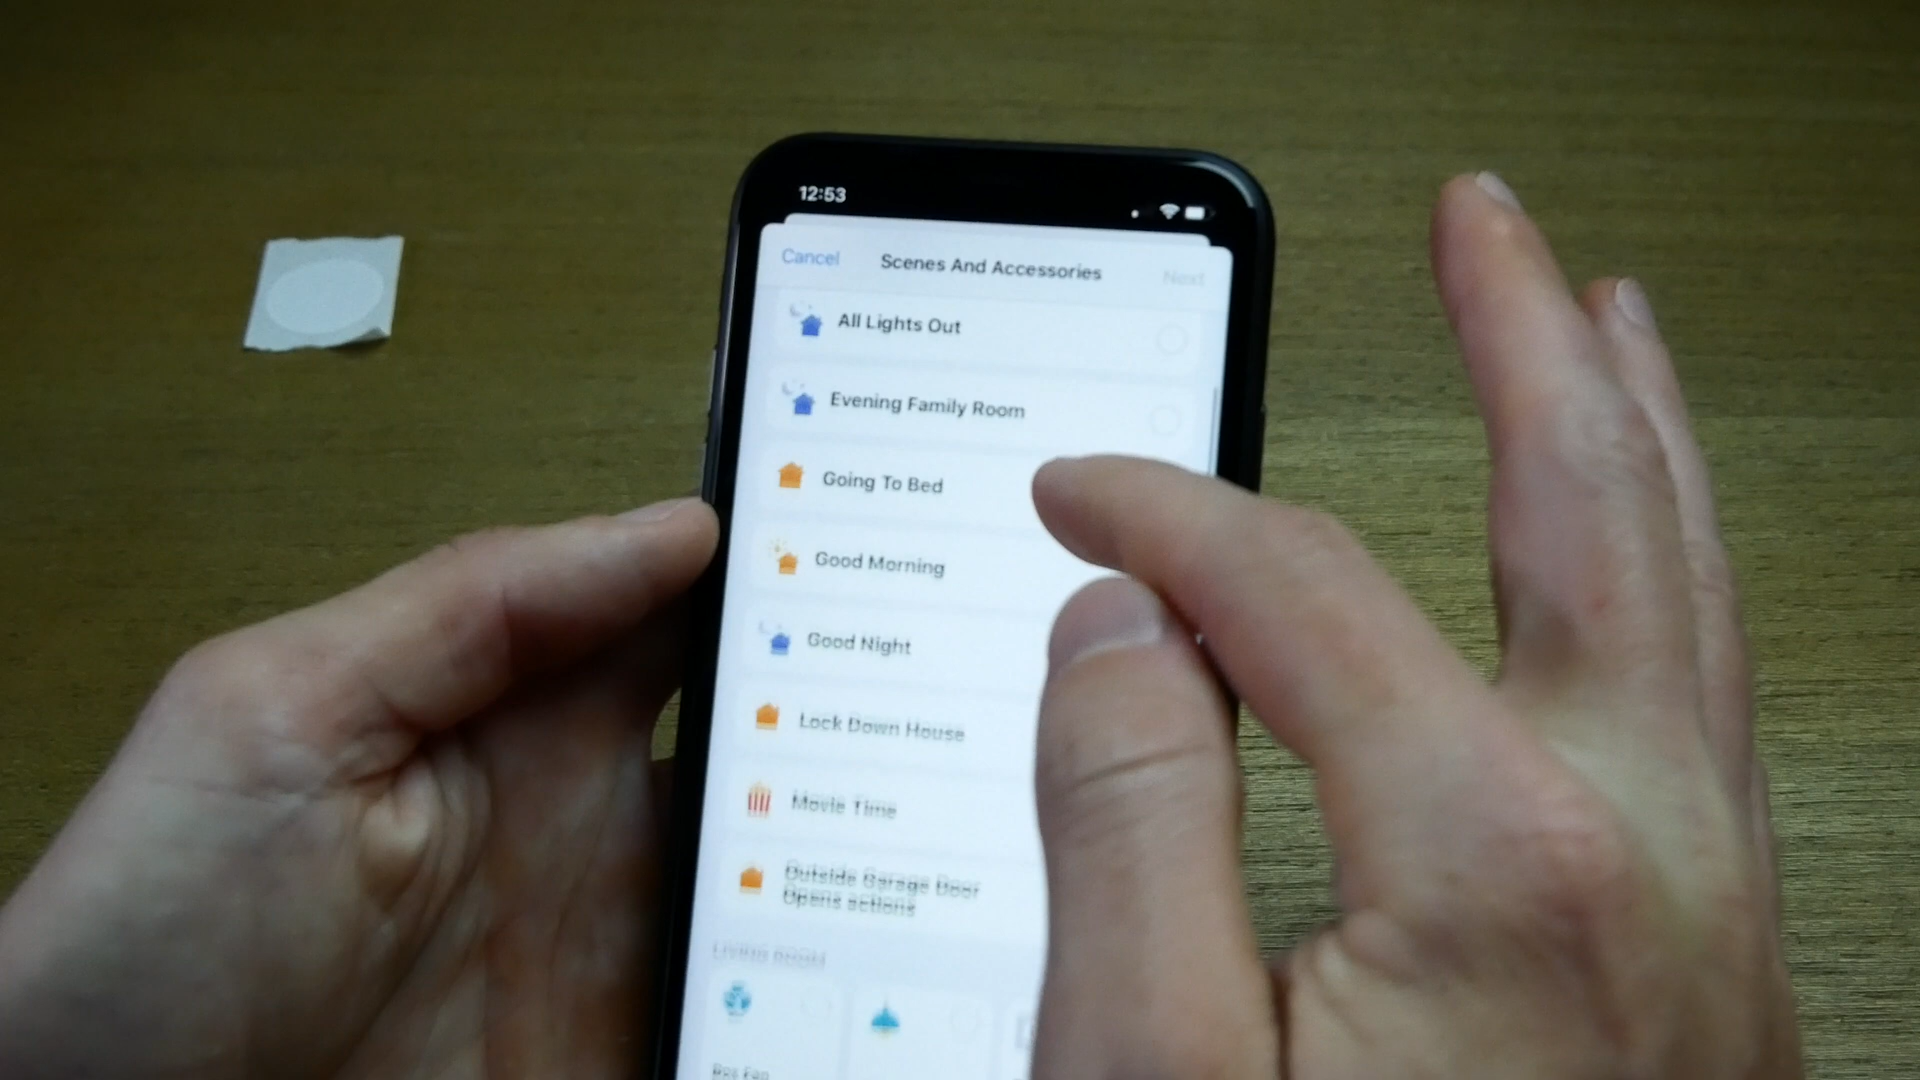 12:53
Cancel
Scenes And Accessories
Next
All Lights Out
Evening Family Room
Going To Bed
Good Morning
Good Night
Lock Down House
Movie Time
Outside Garage Door
Opens actions
LIVING ROOM